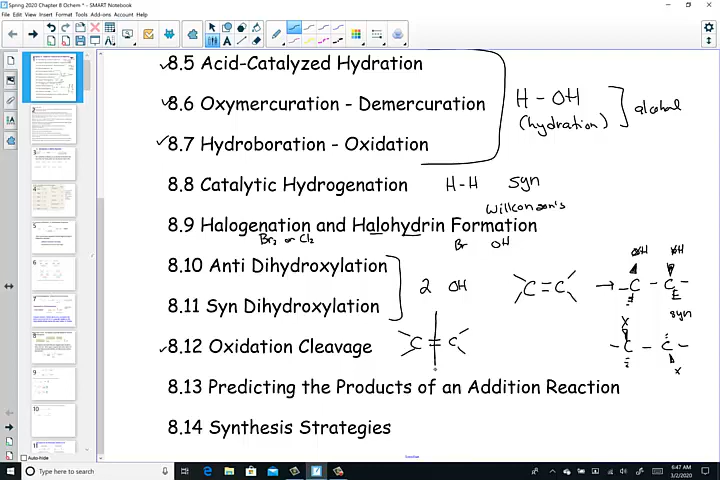 Spring 2020 Chapter 8 Ochem * - SMART Notebook
File Edit View Insert Format Tools Add-ons Account Help
8.5 Acid-Catalyzed Hydration
8.6 Oxymercuration - Demercuration
H - OH
(hydration)
alcohol
8.7 Hydroboration - Oxidation
8.8 Catalytic Hydrogenation
H-H syn
8.9 Halogenation and Halohydrin Formation
Br2 or Cl2
Br OH
8.10 Anti Dihydroxylation
8.11 Syn Dihydroxylation
2 OH
C=C
OH OH
C - C
syn
8.12 Oxidation Cleavage
C = C
X
C - C
X
8.13 Predicting the Products of an Addition Reaction
8.14 Synthesis Strategies
Auto-hide
Type here to search
6:47 AM
3/2/2020